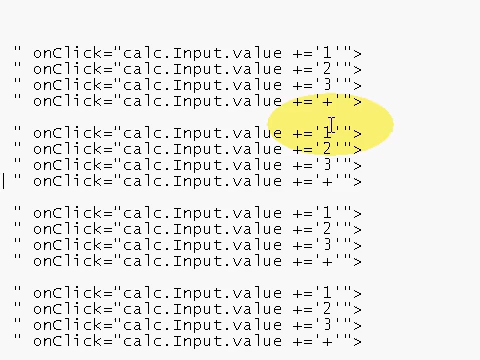 " onClick="calc.Input.value +='1'">
" onClick="calc.Input.value +='2'">
" onClick="calc.Input.value +='3'">
" onClick="calc.Input.value +='+'">
" onClick="calc.Input.value +='1'">
" onClick="calc.Input.value +='2'">
" onClick="calc.Input.value +='3'">
" onClick="calc.Input.value +='+'">
" onClick="calc.Input.value +='1'">
" onClick="calc.Input.value +='2'">
" onClick="calc.Input.value +='3'">
" onClick="calc.Input.value +='+'">
" onClick="calc.Input.value +='1'">
" onClick="calc.Input.value +='2'">
" onClick="calc.Input.value +='3'">
" onClick="calc.Input.value +='+'">